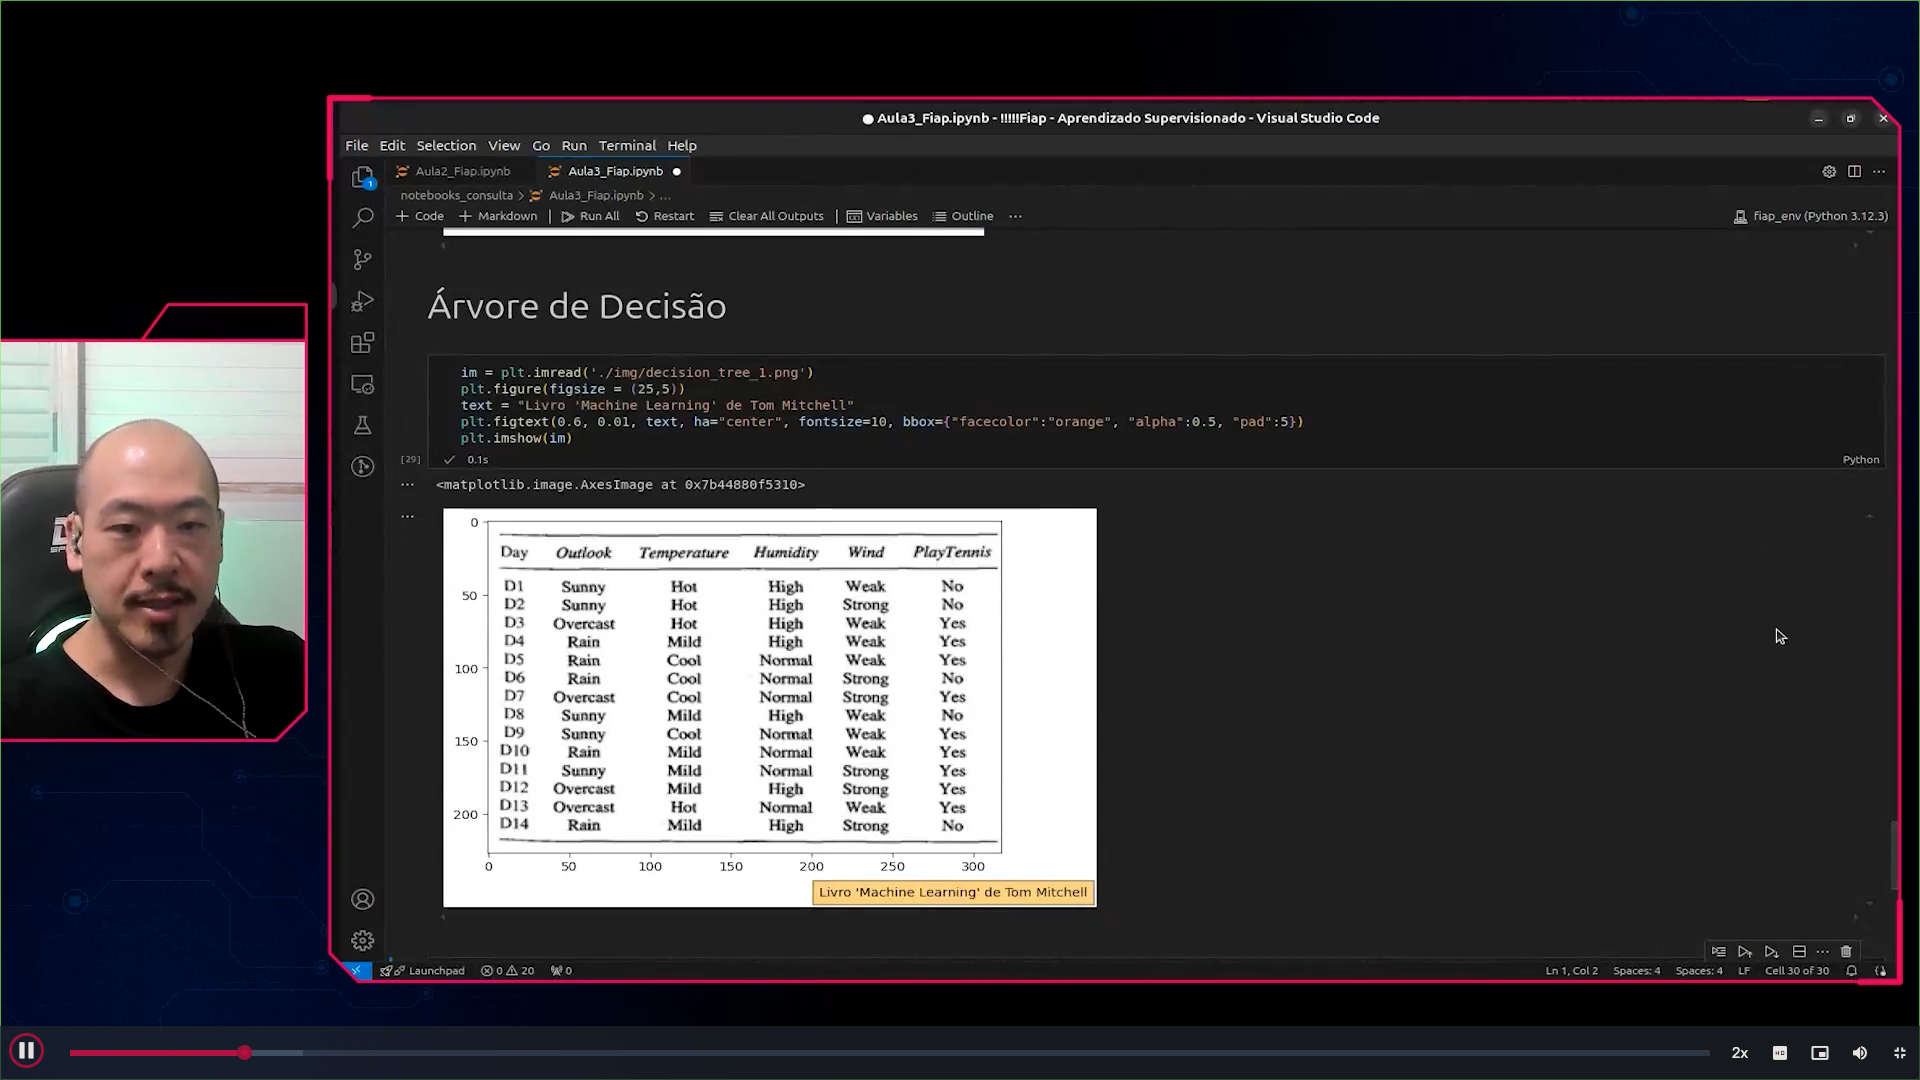 Aula3_Fiap.ipynb - !!!!!Fiap - Aprendizado Supervisionado - Visual Studio Code
File Edit Selection View Go Run Terminal Help
Aula2_Fiap.ipynb Aula3_Fiap.ipynb
notebooks_consulta > Aula3_Fiap.ipynb > ...
+ Code + Markdown | Run All Restart Clear All Outputs | Variables Outline ... fiap_env (Python 3.12.3)
1
Árvore de Decisão
im = plt.imread('./img/decision_tree_1.png')
plt.figure(figsize = (25,5))
text = "Livro 'Machine Learning' de Tom Mitchell"
plt.figtext(0.6, 0.01, text, ha="center", fontsize=10, bbox={"facecolor":"orange", "alpha":0.5, "pad":5})
plt.imshow(im)
[29] 0.1s Python
<matplotlib.image.AxesImage at 0x7b44880f5310>
0
Day Outlook Temperature Humidity Wind PlayTennis
D1 Sunny Hot High Weak No
50
D2 Sunny Hot High Strong No
D3 Overcast Hot High Weak Yes
D4 Rain Mild High Weak Yes
D5 Rain Cool Normal Weak Yes
100
D6 Rain Cool Normal Strong No
D7 Overcast Cool Normal Strong Yes
D8 Sunny Mild High Weak No
D9 Sunny Cool Normal Weak Yes
150
D10 Rain Mild Normal Weak Yes
D11 Sunny Mild Normal Strong Yes
D12 Overcast Mild High Strong Yes
D13 Overcast Hot Normal Weak Yes
200
D14 Rain Mild High Strong No
0 50 100 150 200 250 300
Livro 'Machine Learning' de Tom Mitchell
Launchpad 0 20 0 Ln 1, Col 2 Spaces: 4 Spaces: 4 LF Cell 30 of 30
2x HD